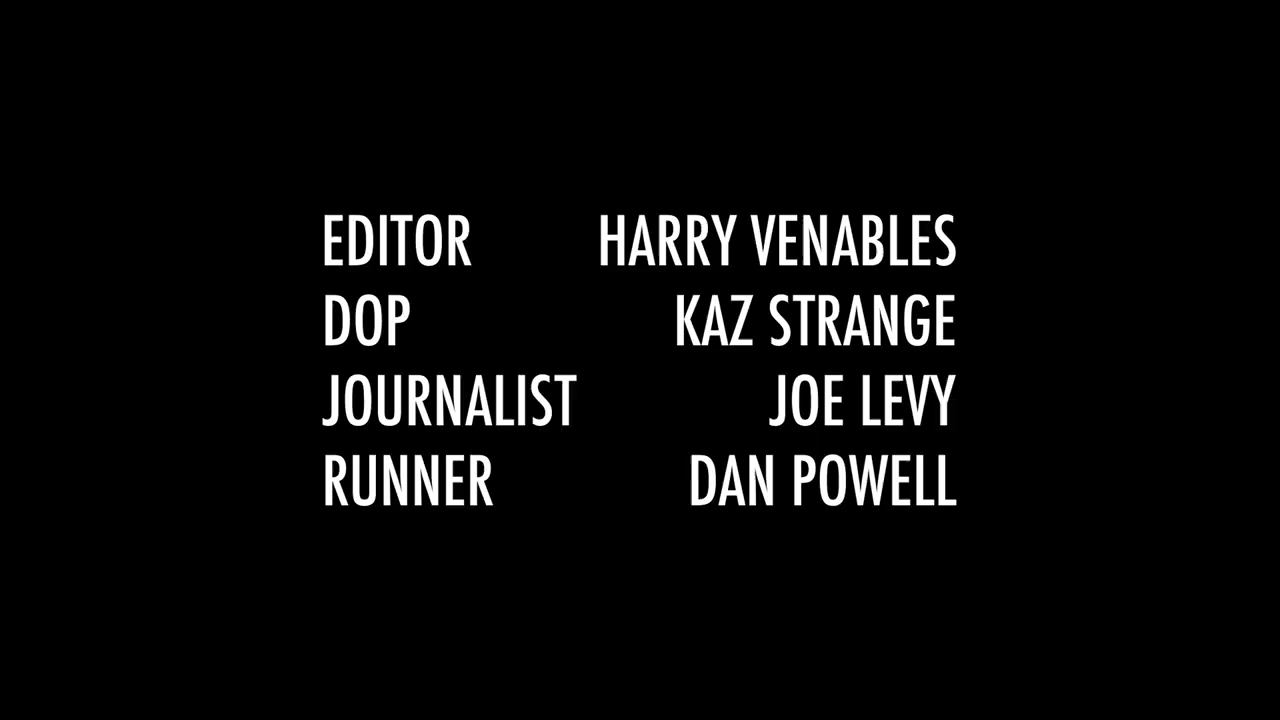 EDITOR HARRY VENABLES
DOP KAZ STRANGE
JOURNALIST JOE LEVY
RUNNER DAN POWELL